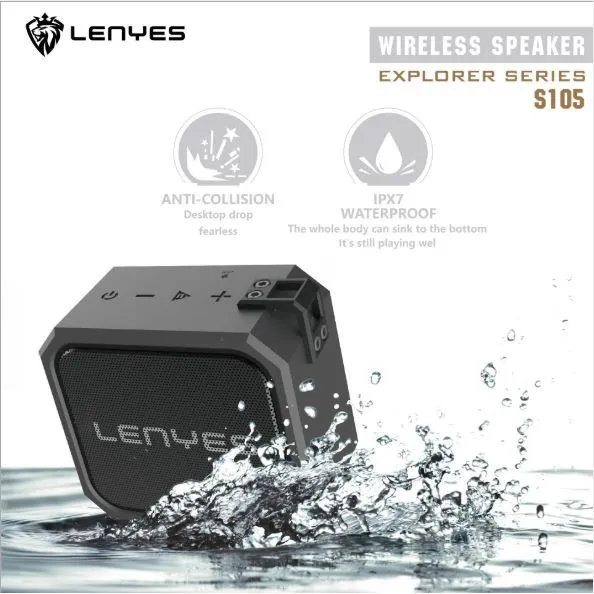 LENYES
WIRELESS SPEAKER
EXPLORER SERIES
S105
ANTI-COLLISION
Desktop drop
fearless
IPX7
WATERPROOF
The whole body can sink to the bottom
It`s still playing wel
LENYES